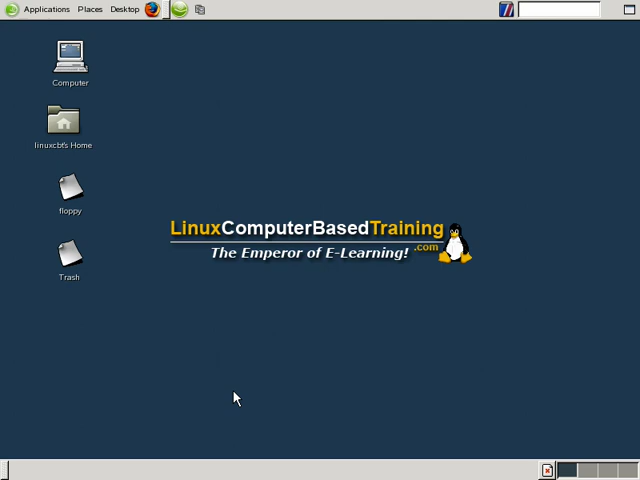 Applications Places Desktop
Computer
linuxcbt's Home
floppy
Trash
LinuxComputerBasedTraining
.com
The Emperor of E-Learning!